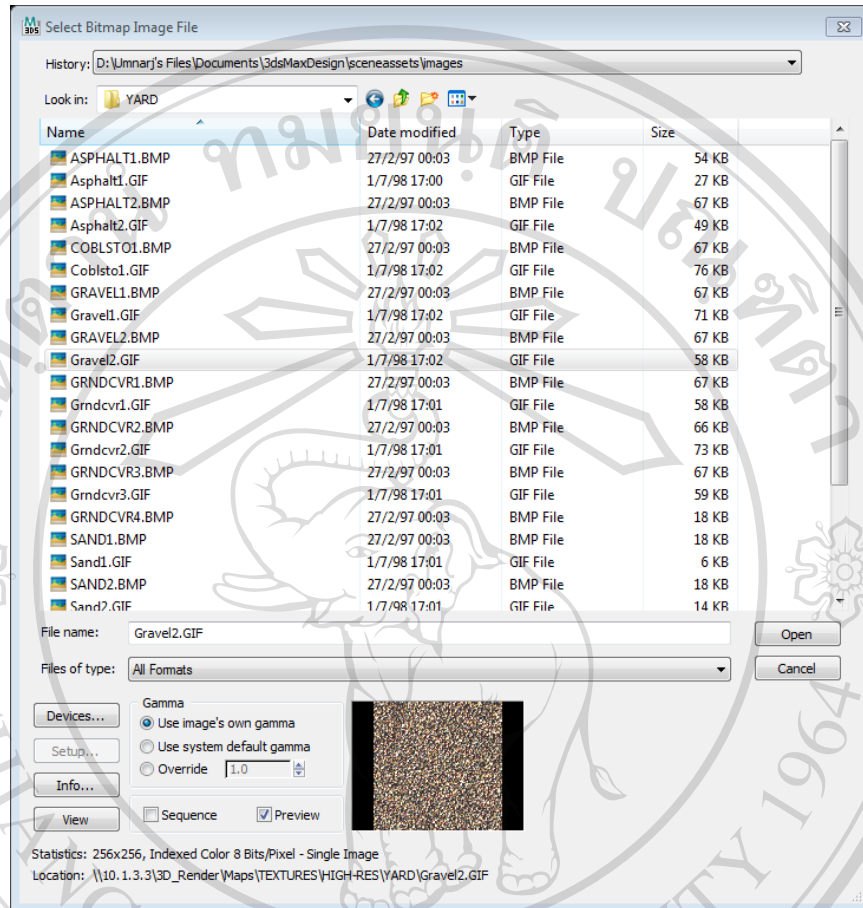 Select Bitmap Image File
History: D:\Umnarj's Files\Documents\3dsMaxDesign\sceneassets\images
Look in: YARD
Name Date modified Type Size
ASPHALT1.BMP 27/2/97 00:03 BMP File 54 KB
Asphalt1.GIF 1/7/98 17:00 GIF File 27 KB
ASPHALT2.BMP 27/2/97 00:03 BMP File 67 KB
Asphalt2.GIF 1/7/98 17:02 GIF File 49 KB
COBLSTO1.BMP 27/2/97 00:03 BMP File 67 KB
Coblsto1.GIF 1/7/98 17:02 GIF File 76 KB
GRAVEL1.BMP 27/2/97 00:03 BMP File 67 KB
Gravel1.GIF 1/7/98 17:02 GIF File 71 KB
GRAVEL2.BMP 27/2/97 00:03 BMP File 67 KB
Gravel2.GIF 1/7/98 17:02 GIF File 58 KB
GRNDCVR1.BMP 27/2/97 00:03 BMP File 67 KB
Grndcvr1.GIF 1/7/98 17:01 GIF File 58 KB
GRNDCVR2.BMP 27/2/97 00:03 BMP File 66 KB
Grndcvr2.GIF 1/7/98 17:01 GIF File 73 KB
GRNDCVR3.BMP 27/2/97 00:03 BMP File 67 KB
Grndcvr3.GIF 1/7/98 17:01 GIF File 59 KB
GRNDCVR4.BMP 27/2/97 00:03 BMP File 18 KB
SAND1.BMP 27/2/97 00:03 BMP File 18 KB
Sand1.GIF 1/7/98 17:01 GIF File 6 KB
SAND2.BMP 27/2/97 00:03 BMP File 18 KB
Sand2.GIF 1/7/98 17:01 GIF File 14 KB
File name: Gravel2.GIF Open
Files of type: All Formats Cancel
Devices...
Setup...
Info...
View
Gamma
Use image's own gamma
Use system default gamma
Override 1.0
Sequence Preview
Statistics: 256x256, Indexed Color 8 Bits/Pixel - Single Image
Location: \\10.1.3.3\3D_Render\Maps\TEXTURES\HIGH-RES\YARD\Gravel2.GIF
1964